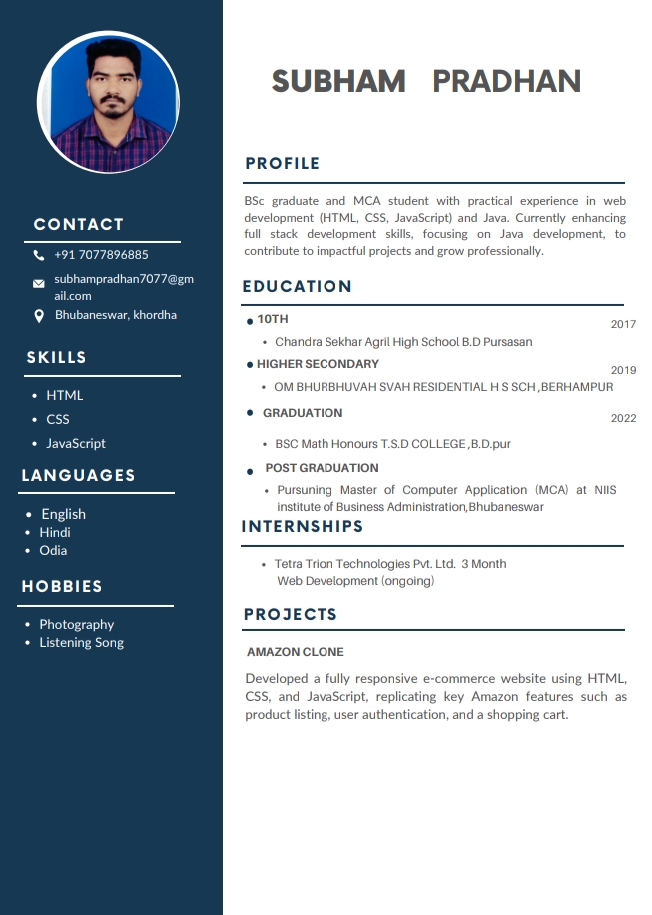 SUBHAM PRADHAN
CONTACT
+91 7077896885
subhampradhan7077@gm
ail.com
Bhubaneswar, khordha
SKILLS
• HTML
• CSS
• JavaScript
LANGUAGES
• English
• Hindi
• Odia
HOBBIES
• Photography
• Listening Song
PROFILE
BSc graduate and MCA student with practical experience in web
development (HTML, CSS, JavaScript) and Java. Currently enhancing
full stack development skills, focusing on Java development, to
contribute to impactful projects and grow professionally.
EDUCATION
• 10TH
2017
• Chandra Sekhar Agril High School B.D Pursasan
• HIGHER SECONDARY
2019
• OM BHURBHUVAH SVAH RESIDENTIAL H S SCH ,BERHAMPUR
• GRADUATION
2022
• BSC Math Honours T.S.D COLLEGE ,B.D.pur
• POST GRADUATION
• Pursuning Master of Computer Application (MCA) at NIIS
institute of Business Administration,Bhubaneswar
INTERNSHIPS
• Tetra Trion Technologies Pvt. Ltd. 3 Month
Web Development (ongoing)
PROJECTS
AMAZON CLONE
Developed a fully responsive e-commerce website using HTML,
CSS, and JavaScript, replicating key Amazon features such as
product listing, user authentication, and a shopping cart.